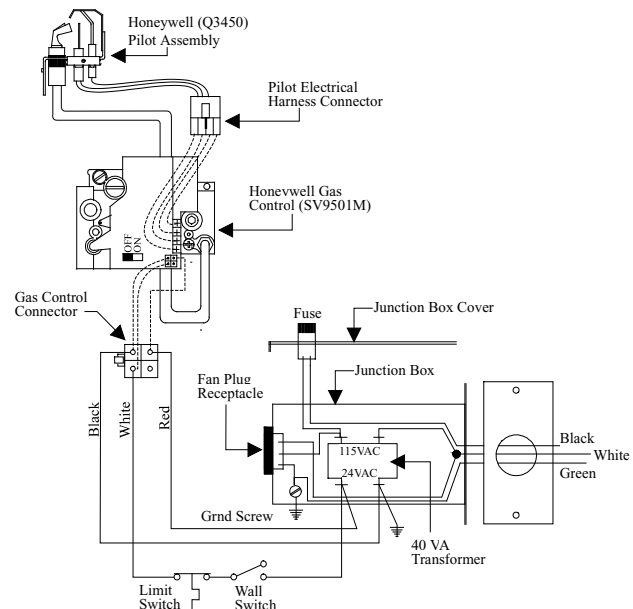 Honeywell (Q3450)
Pilot Assembly
Pilot Electrical
Harness Connector
Honeywell Gas
Control (SV9501M)
OFF
ON
Gas Control
Connector
Fuse
Junction Box Cover
Junction Box
Fan Plug
Receptacle
Black
White
Red
115VAC
24VAC
Black
White
Green
Grnd Screw
40 VA
Transformer
Limit
Switch
Wall
Switch